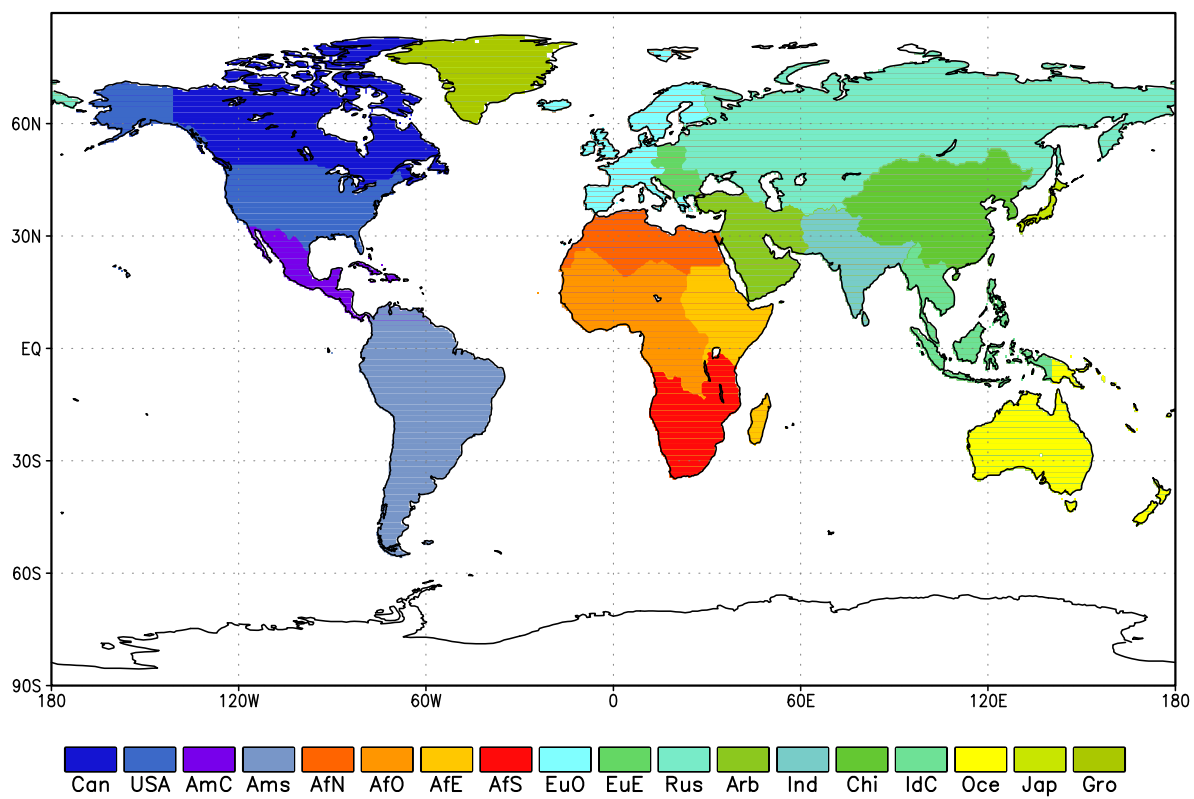 60N
30N
EQ
30S
60S
90S
180 120W 60W 0 60E 120E 180
Can USA AmC Ams AfN AfO AfE AfS EuO EuE Rus Arb Ind Chi IdC Oce Jap Gro